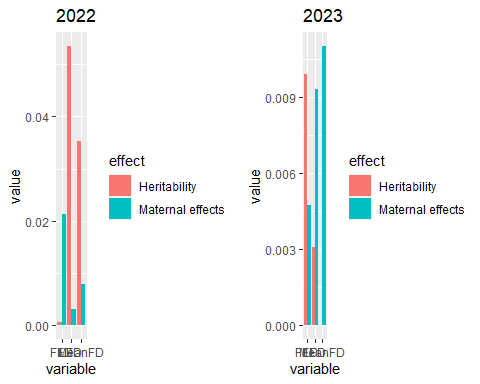 2022
value
0.04
0.02
0.00
variable
effect
Heritability
Maternal effects
2023
value
0.009
0.006
0.003
0.000
variable
effect
Heritability
Maternal effects